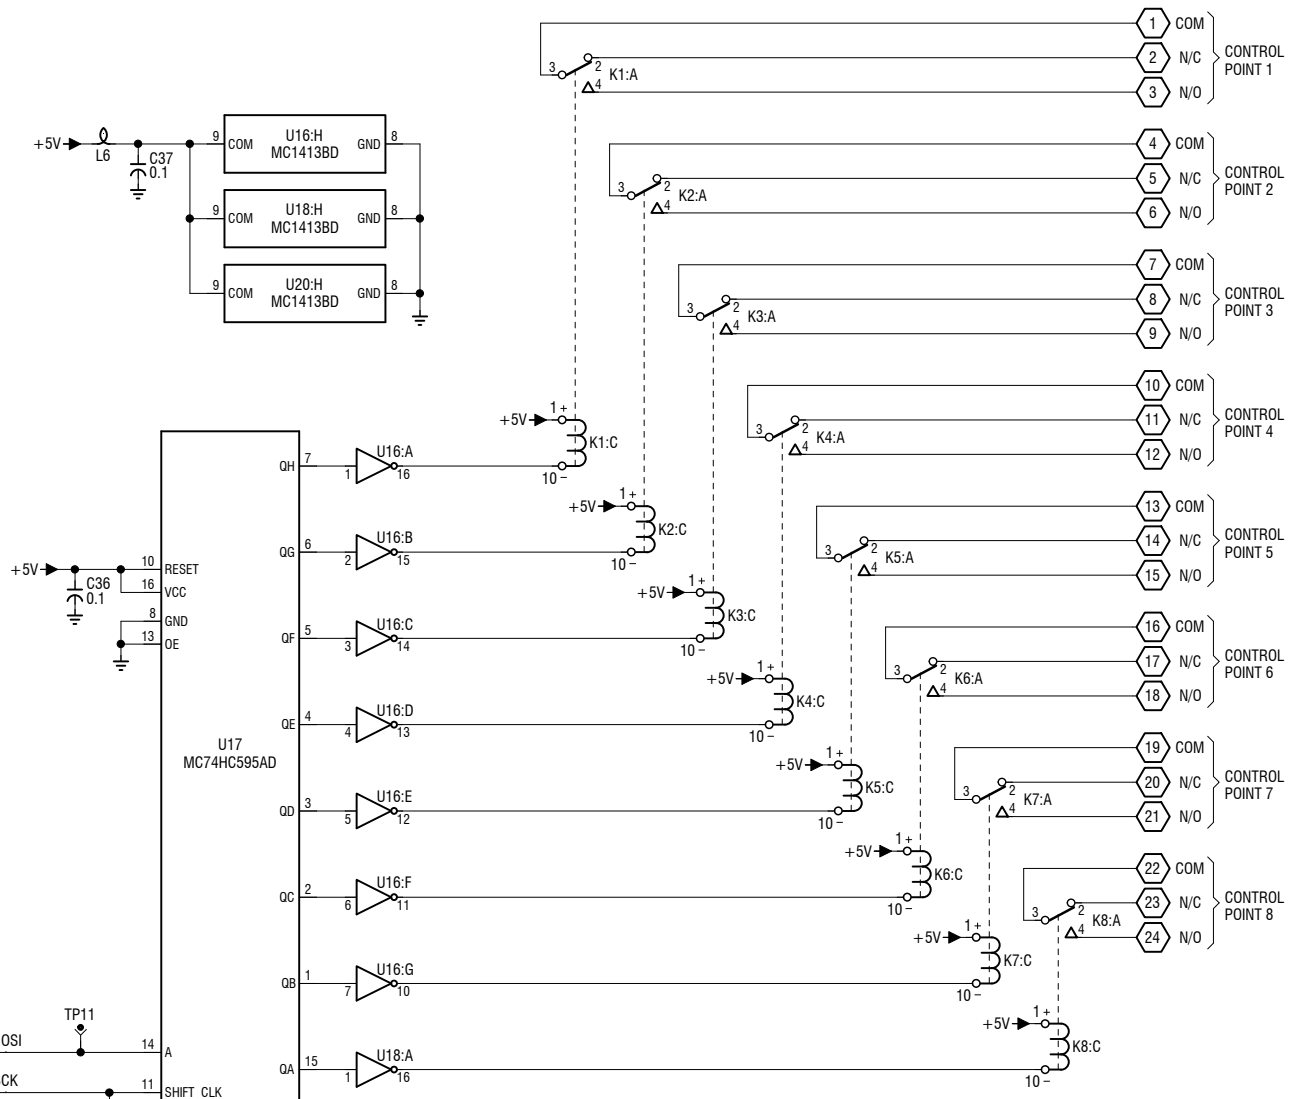 1 COM
2 N/C
3 N/O
CONTROL
POINT 1
3 2 K1:A
4
+5V
L6
C37
0.1
9 COM U16:H GND 8
MC1413BD
9 COM U18:H GND 8
MC1413BD
9 COM U20:H GND 8
MC1413BD
4 COM
5 N/C
6 N/O
CONTROL
POINT 2
3 2 K2:A
4
7 COM
8 N/C
9 N/O
CONTROL
POINT 3
3 2 K3:A
4
10 COM
11 N/C
12 N/O
CONTROL
POINT 4
3 2 K4:A
4
13 COM
14 N/C
15 N/O
CONTROL
POINT 5
3 2 K5:A
4
16 COM
17 N/C
18 N/O
CONTROL
POINT 6
3 2 K6:A
4
19 COM
20 N/C
21 N/O
CONTROL
POINT 7
3 2 K7:A
4
22 COM
23 N/C
24 N/O
CONTROL
POINT 8
3 2 K8:A
4
+5V 1 +
K1:C
10 –
QH 7 1 U16:A 16
+5V 1 +
K2:C
10 –
QG 6 2 U16:B 15
+5V 1 +
K3:C
10 –
QF 5 3 U16:C 14
+5V 1 +
K4:C
10 –
QE 4 4 U16:D 13
+5V 1 +
K5:C
10 –
QD 3 5 U16:E 12
+5V 1 +
K6:C
10 –
QC 2 6 U16:F 11
+5V 1 +
K7:C
10 –
QB 1 7 U16:G 10
+5V 1 +
K8:C
10 –
QA 15 1 U18:A 16
+5V
C36
0.1
10 RESET
16 VCC
8 GND
13 OE
U17
MC74HC595AD
TP11
OSI 14 A
CK 11 SHIFT CLK